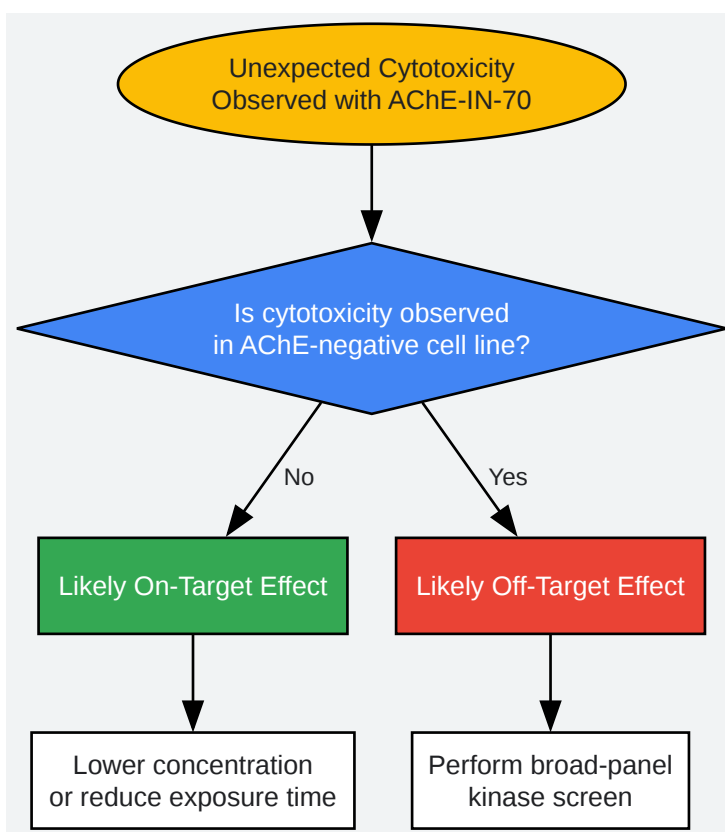 Unexpected Cytotoxicity
Observed with AChE-IN-70
Is cytotoxicity observed
in AChE-negative cell line?
No
Yes
Likely On-Target Effect
Likely Off-Target Effect
Lower concentration
or reduce exposure time
Perform broad-panel
kinase screen